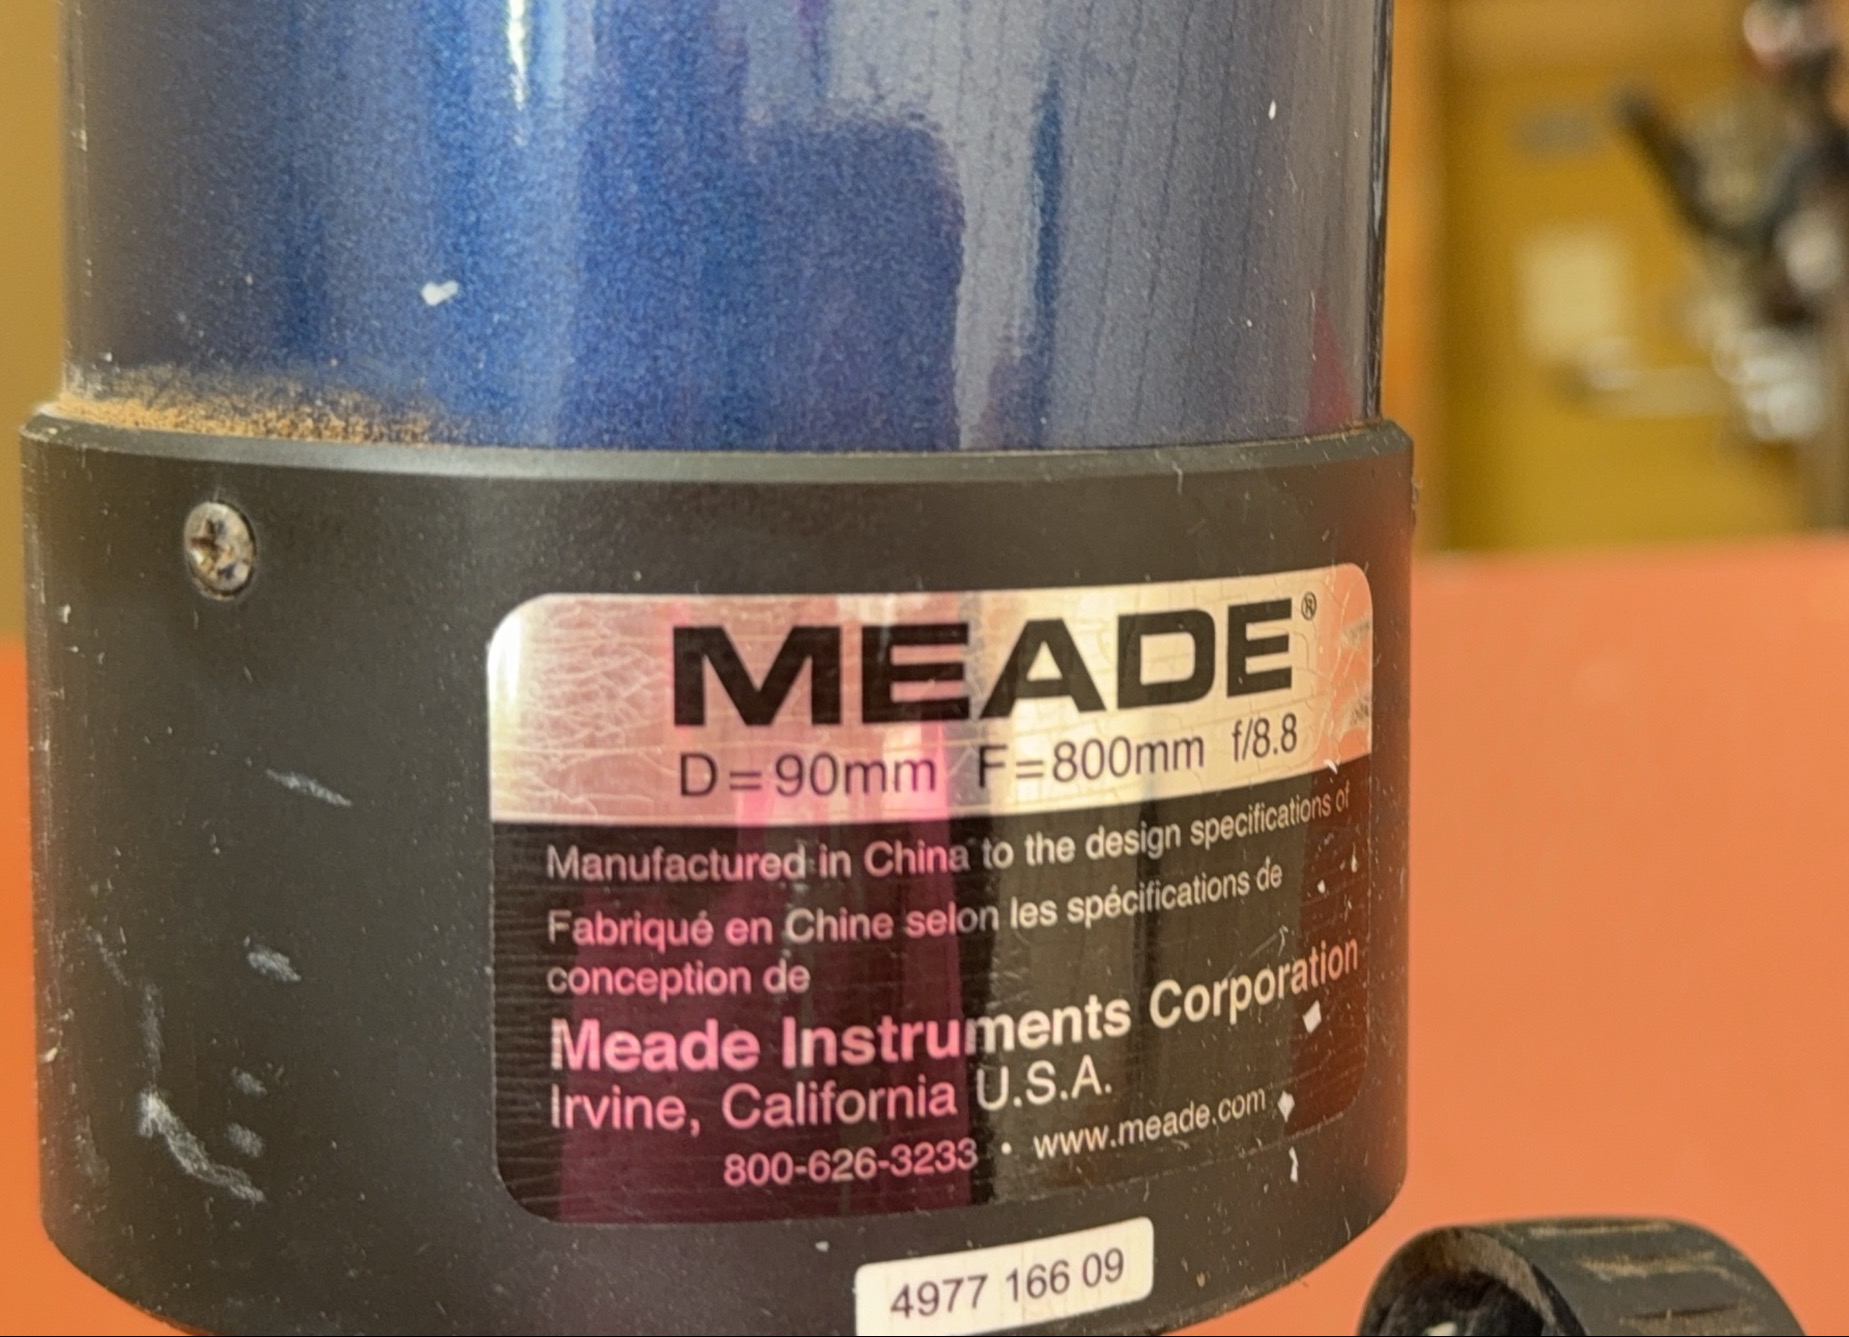 MEADE®
D=90mm F=800mm f/8.8
Manufactured in China to the design specifications of
Fabriqué en Chine selon les spécifications de
conception de
Meade Instruments Corporation
Irvine, California U.S.A.
800-626-3233 · www.meade.com
4977 166 09